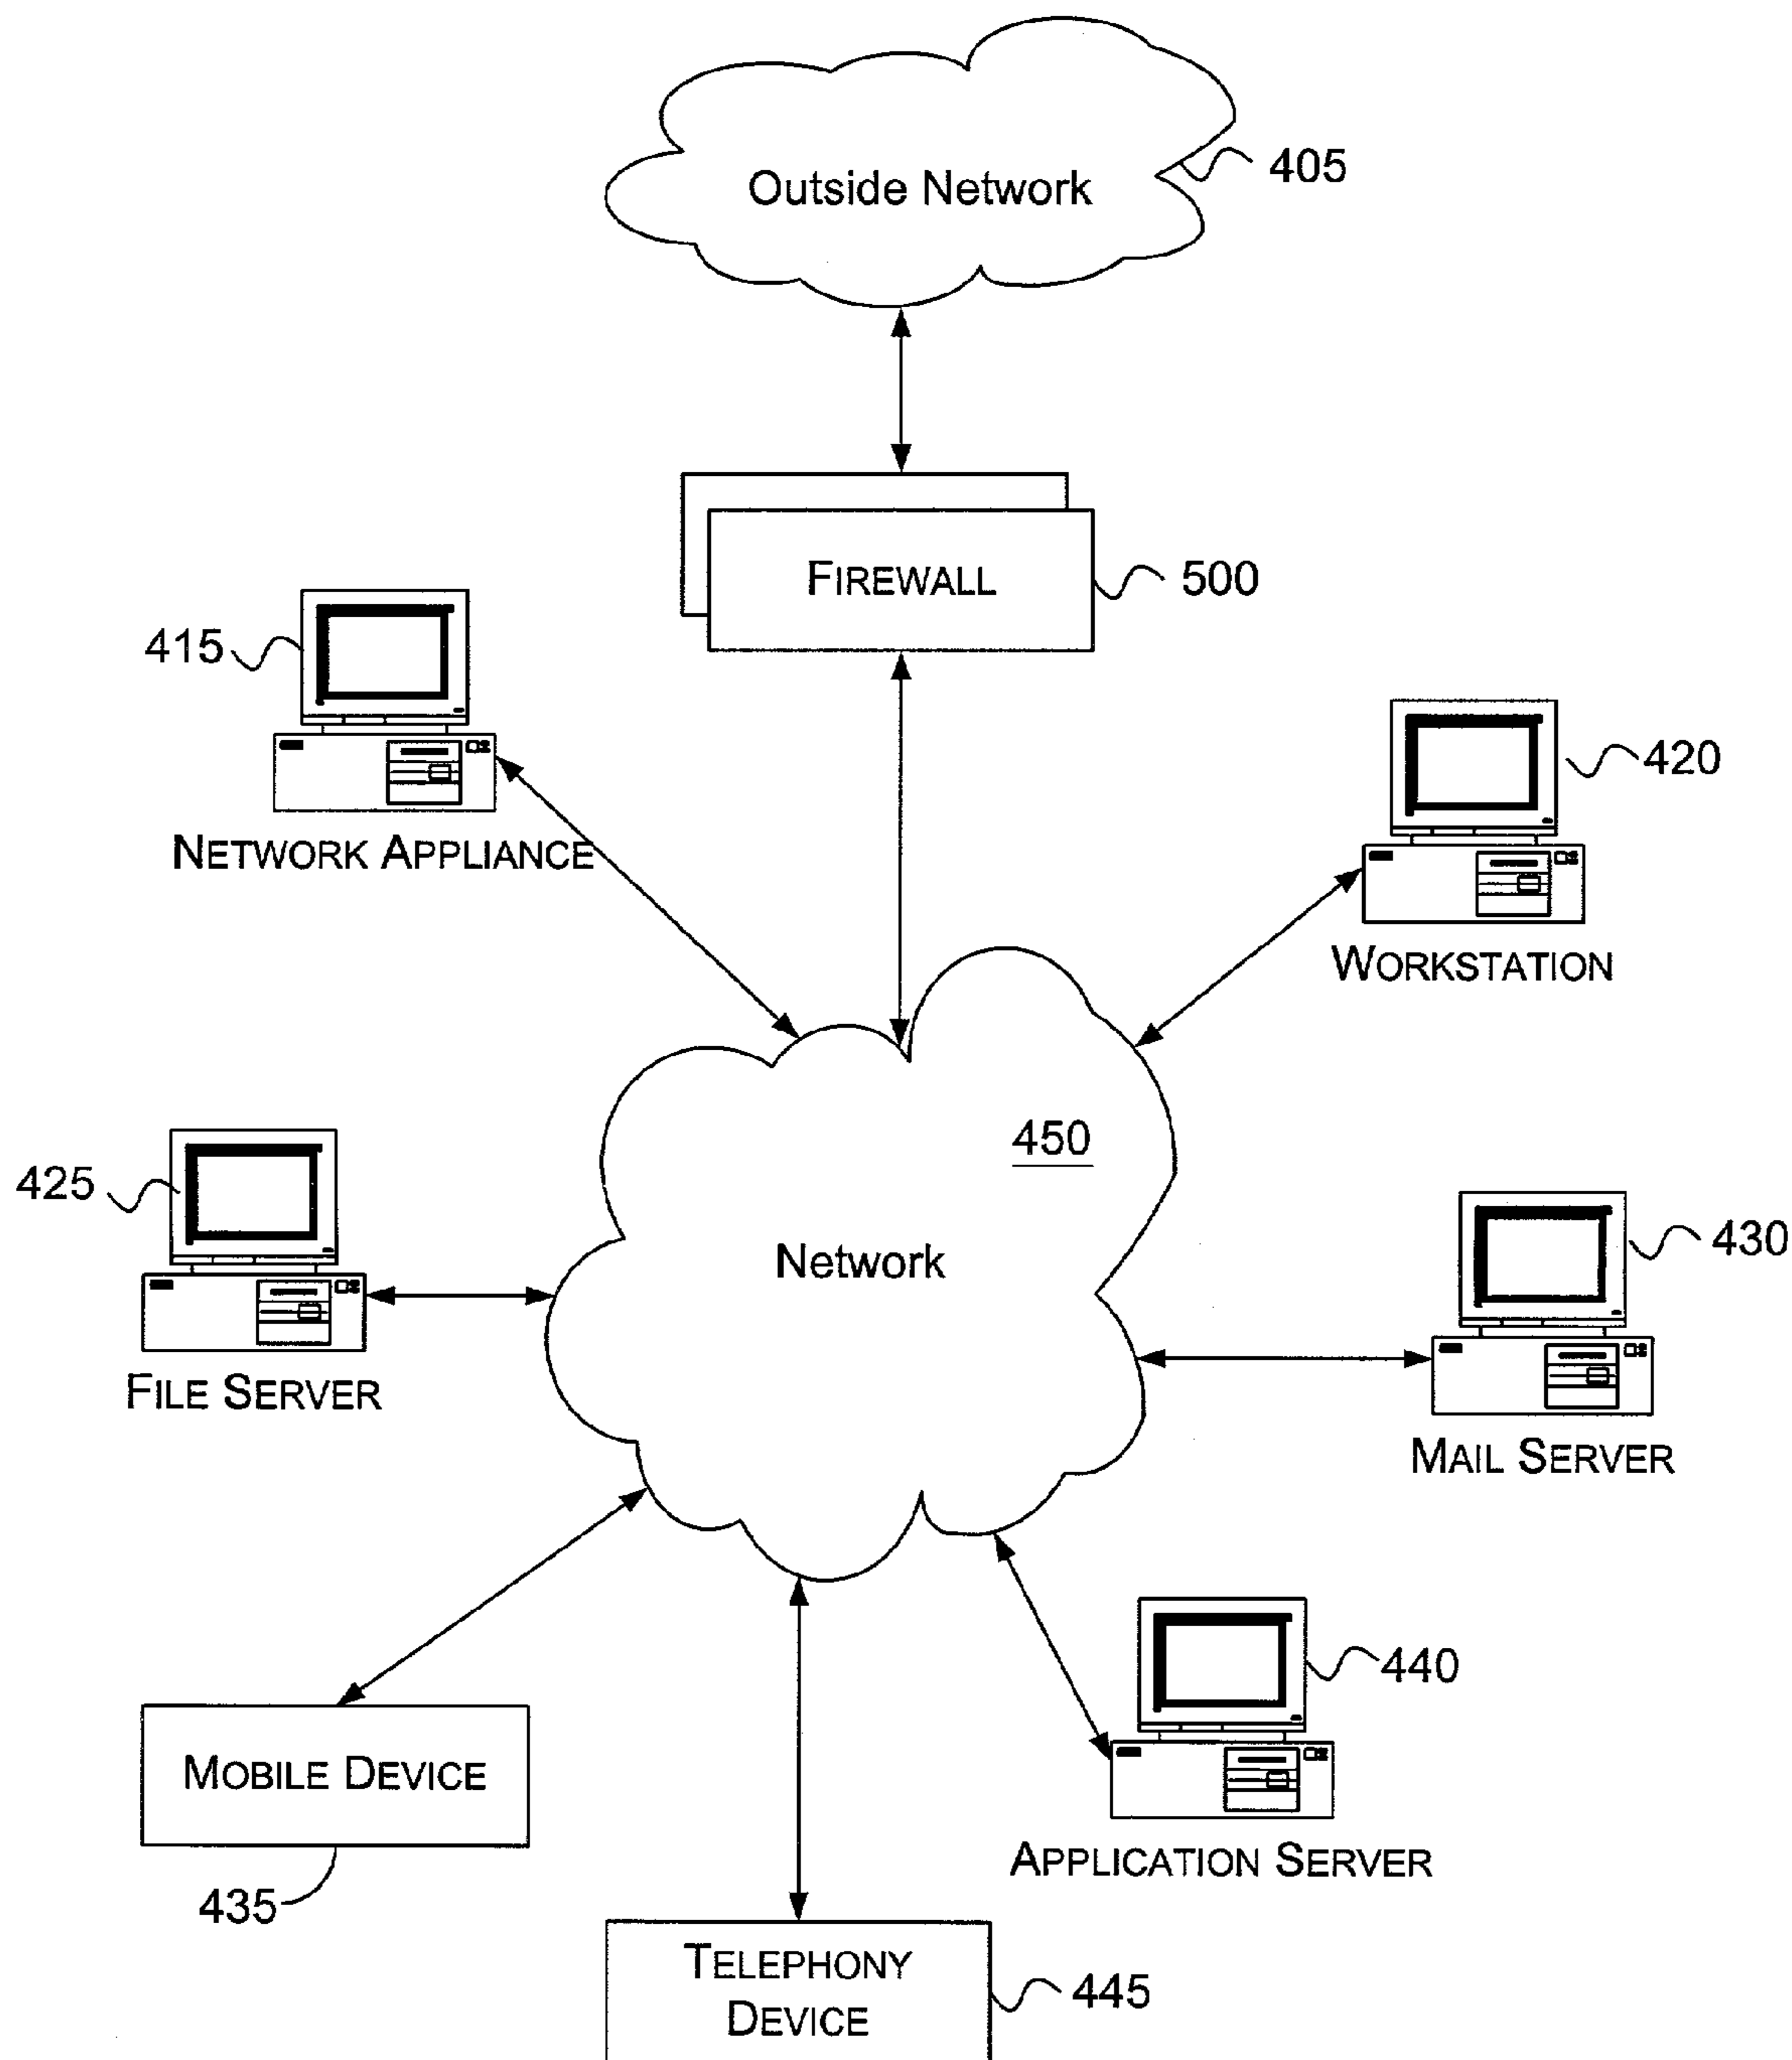 Outside Network
405
FIREWALL
500
415
NETWORK APPLIANCE
420
WORKSTATION
450
Network
425
FILE SERVER
430
MAIL SERVER
MOBILE DEVICE
435
440
APPLICATION SERVER
TELEPHONY
DEVICE
445